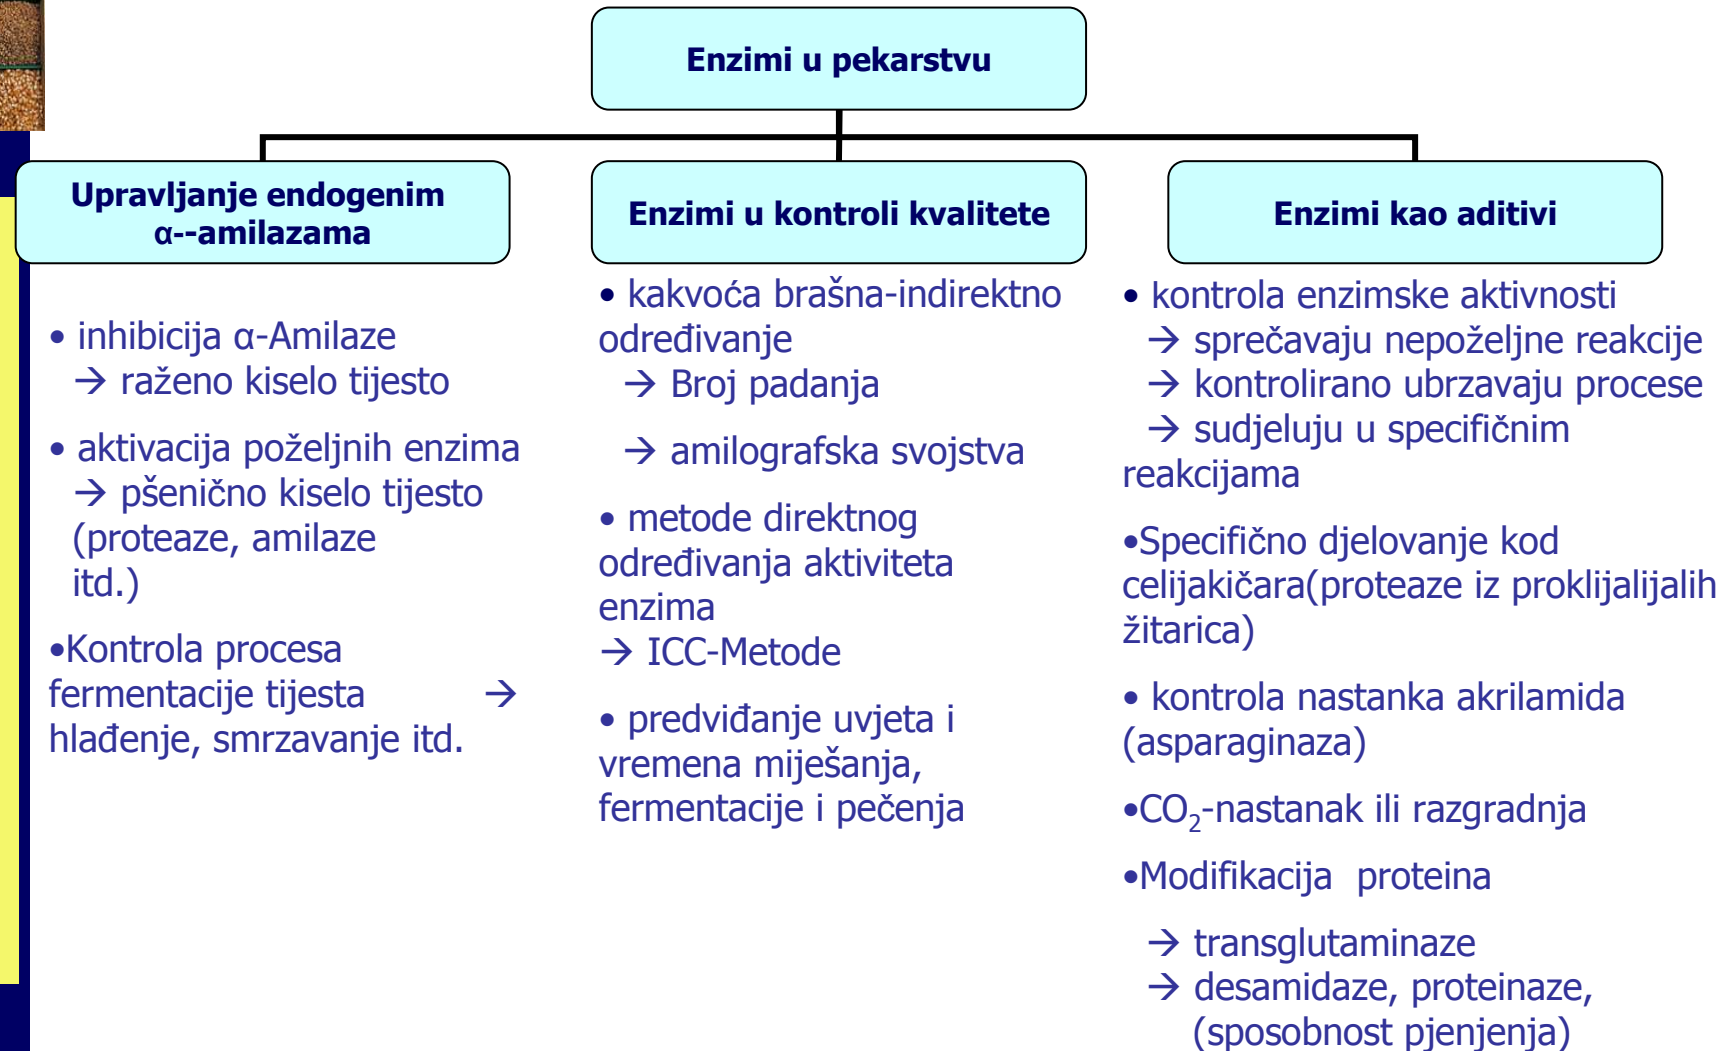 Enzimi u pekarstvu
Upravljanje endogenim
α--amilazama
• inhibicija α-Amilaze
→ raženo kiselo tijesto
• aktivacija poželjnih enzima
→ pšenično kiselo tijesto
(proteaze, amilaze
itd.)
•Kontrola procesa
fermentacije tijesta →
hlađenje, smrzavanje itd.
Enzimi u kontroli kvalitete
• kakvoća brašna-indirektno
određivanje
→ Broj padanja
→ amilografska svojstva
• metode direktnog
određivanja aktiviteta
enzima
→ ICC-Metode
• predviđanje uvjeta i
vremena miješanja,
fermentacije i pečenja
Enzimi kao aditivi
• kontrola enzimske aktivnosti
→ sprečavaju nepoželjne reakcije
→ kontrolirano ubrzavaju procese
→ sudjeluju u specifičnim
reakcijama
•Specifično djelovanje kod
celijakičara(proteaze iz proklijalijalih
žitarica)
• kontrola nastanka akrilamida
(asparaginaza)
•CO₂-nastanak ili razgradnja
•Modifikacija proteina
→ transglutaminaze
→ desamidaze, proteinaze,
(sposobnost pjenjenja)